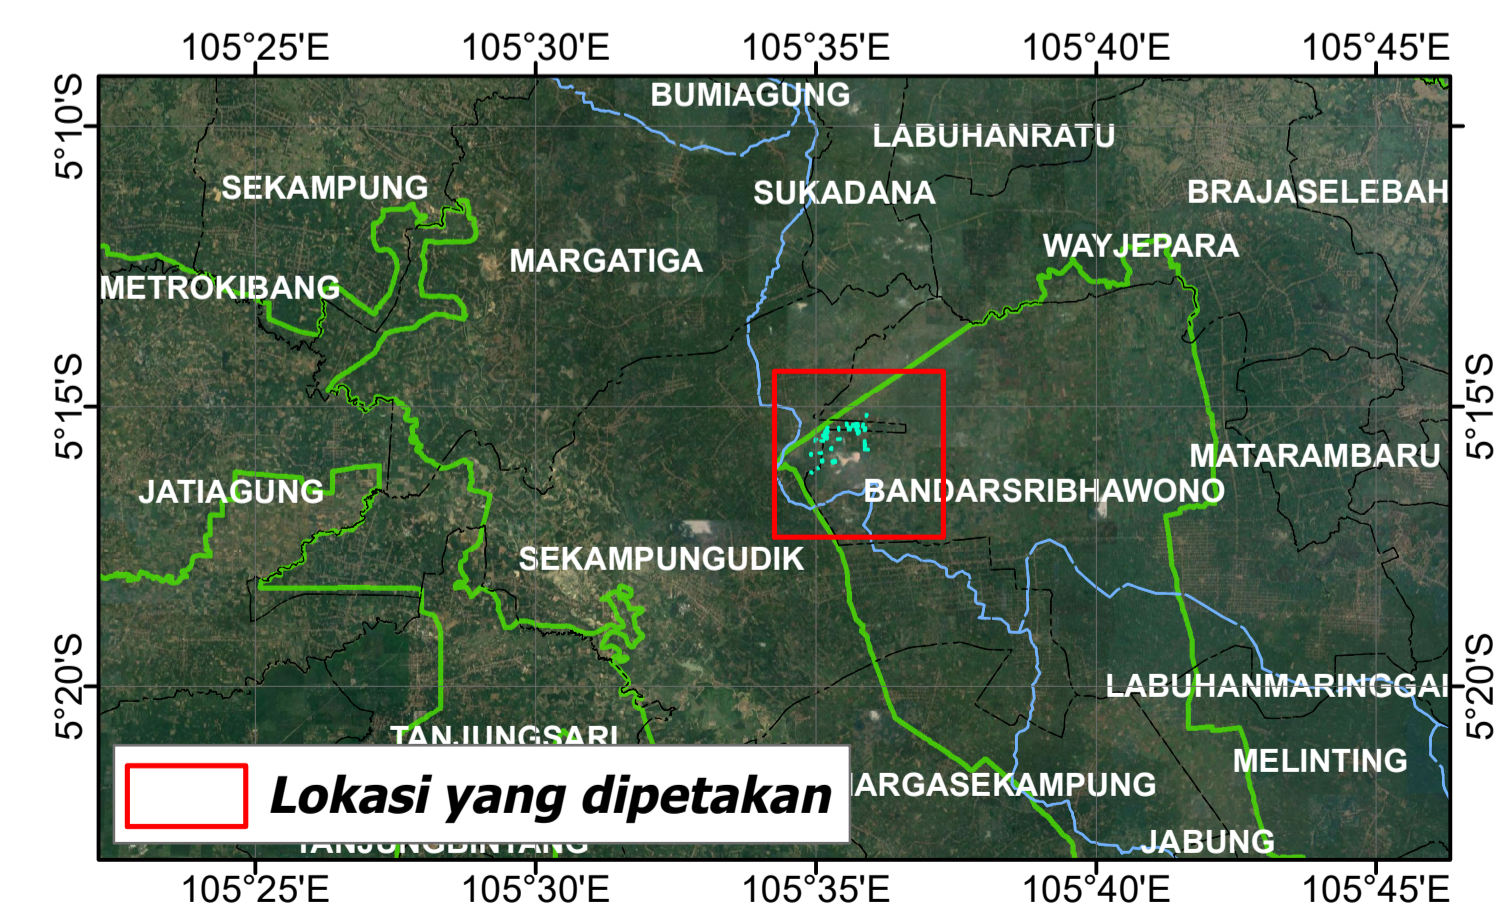 105°25'E 105°30'E 105°35'E 105°40'E 105°45'E
5°10'S
BUMIAGUNG
LABUHANRATU
SEKAMPUNG
SUKADANA
BRAJASELEBAH
WAYJEPARA
MARGATIGA
METROKIBANG
5°15'S
5°15'S
MATARAMBARU
JATIAGUNG
BANDARSRIBHAWONO
SEKAMPUNGUDIK
5°20'S
5°20'S
LABUHANMARINGGAI
TANJUNGSARI
MELINTING
ARGASEKAMPUNG
Lokasi yang dipetakan
JABUNG
TANJUNGBINTANG
105°25'E 105°30'E 105°35'E 105°40'E 105°45'E